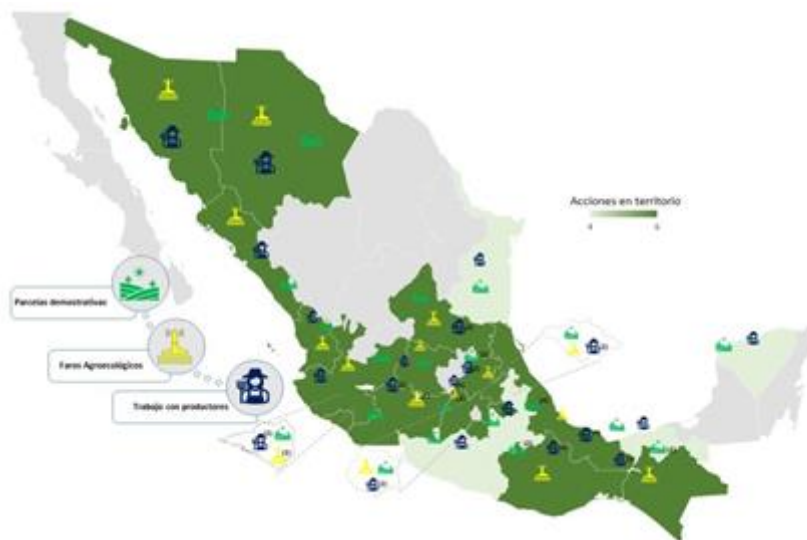 Acciones en territorio
Parcelas demostrativas
Faros Agroecológicos
Trabajo con productores